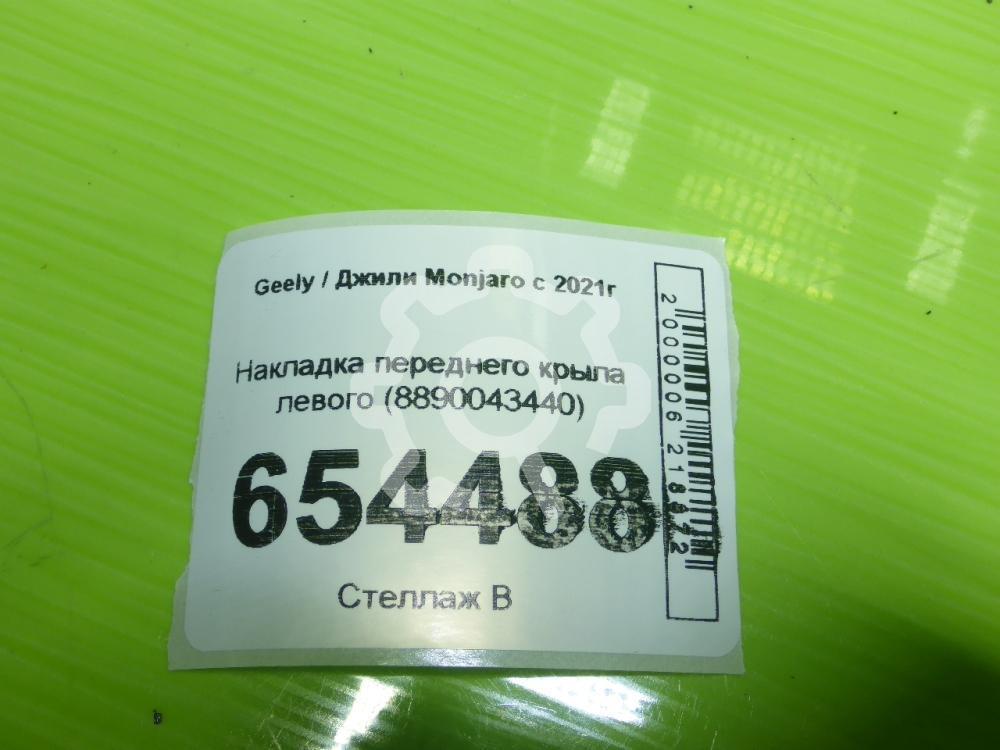 Geely / Джили Monjaro с 2021г
Накладка переднего крыла
левого (8890043440)
654488
Стеллаж В